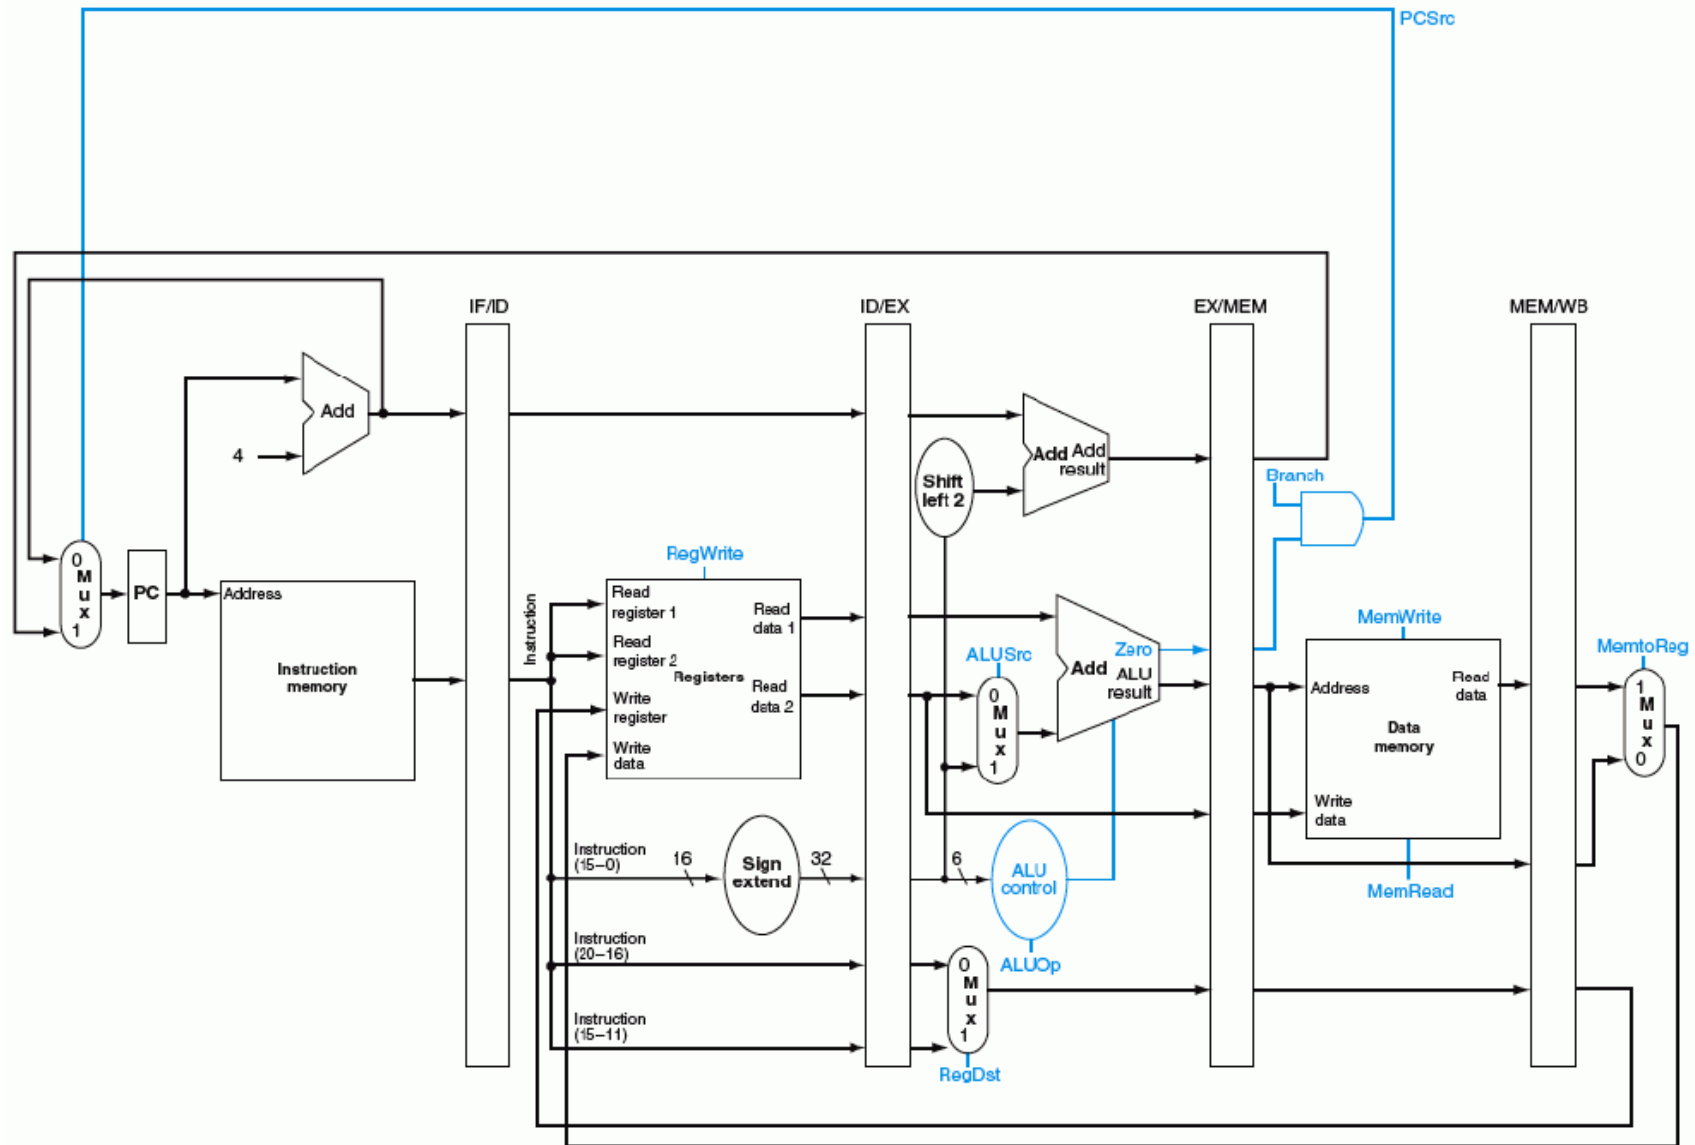 PCSrc
IF/ID
ID/EX
EX/MEM
MEM/WB
Add
4
Shift
left 2
Add Add
result
Branch
0
M
u
x
1
PC
Address
Instruction
memory
Instruction
RegWrite
Read
register 1
Read
register 2
Write
register
Write
data
Registers
Read
data 1
Read
data 2
ALUSrc
0
M
u
x
1
Zero
Add ALU
result
MemWrite
Address
Read
data
Data
memory
Write
data
MemRead
MemtoReg
1
M
u
x
0
Instruction
(15–0)
16
Sign
extend
32
6
ALU
control
ALUOp
Instruction
(20–16)
Instruction
(15–11)
0
M
u
x
1
RegDst